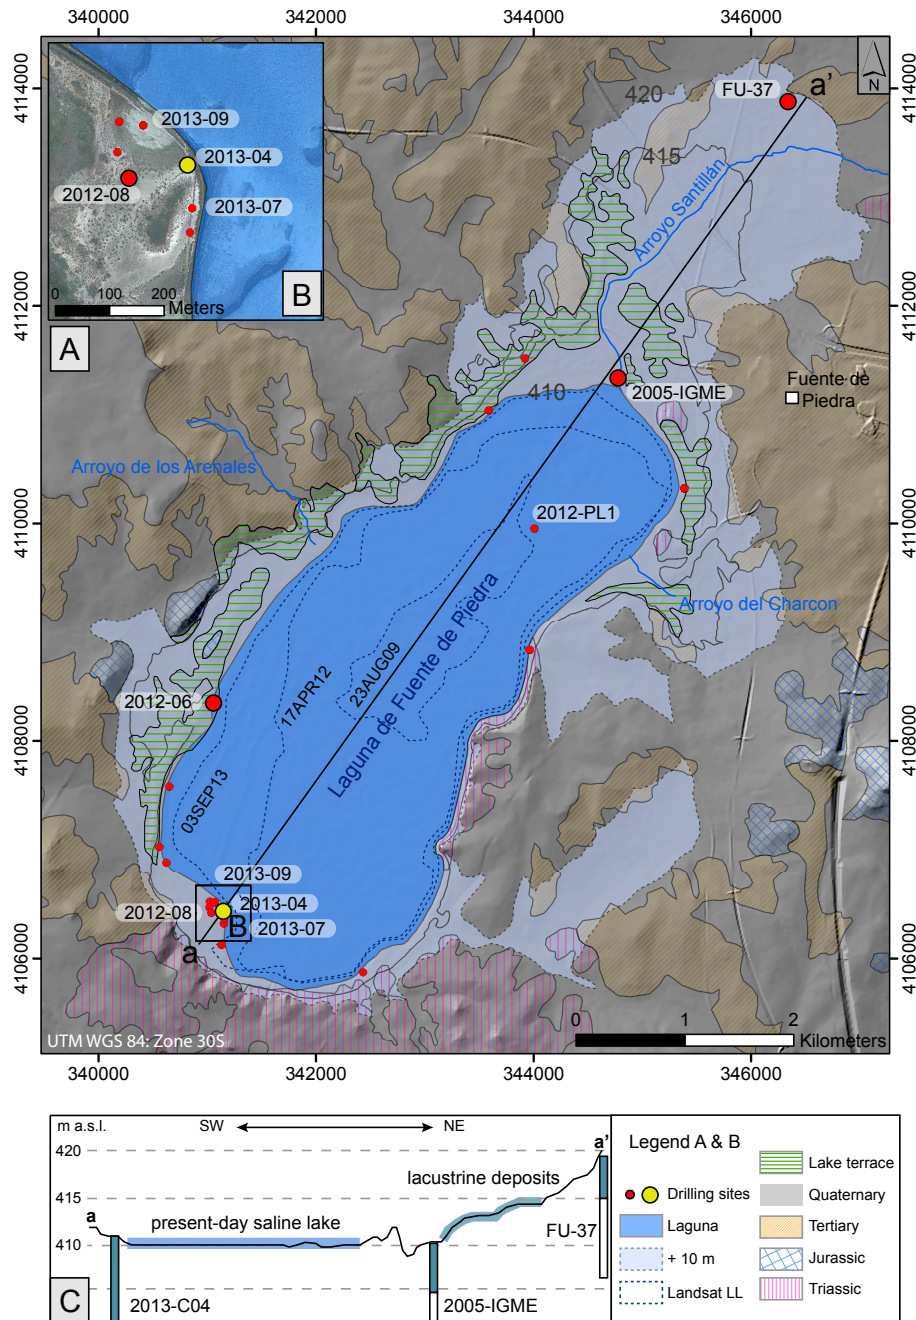 340000
342000
344000
346000
4114000
4112000
4110000
4108000
4106000
4114000
4112000
4110000
4108000
4106000
2013-09
2013-04
2012-08
2013-07
0
100
200
Meters
B
A
N
FU-37
a'
420
415
Arroyo Santillán
410
2005-IGME
Fuente de
Piedra
Arroyo de los Arenales
2012-PL1
Arroyo del Charcon
Laguna de Fuente de Piedra
23AUG09
17APR12
03SEP13
2012-06
2013-09
2013-04
2012-08
B
2013-07
a
0
1
2
Kilometers
UTM WGS 84: Zone 30S
340000
342000
344000
346000
m a.s.l.
SW
NE
a'
420
415
410
a
lacustrine deposits
present-day saline lake
FU-37
C
2013-C04
2005-IGME
Legend A & B
Drilling sites
Laguna
+ 10 m
Landsat LL
Lake terrace
Quaternary
Tertiary
Jurassic
Triassic